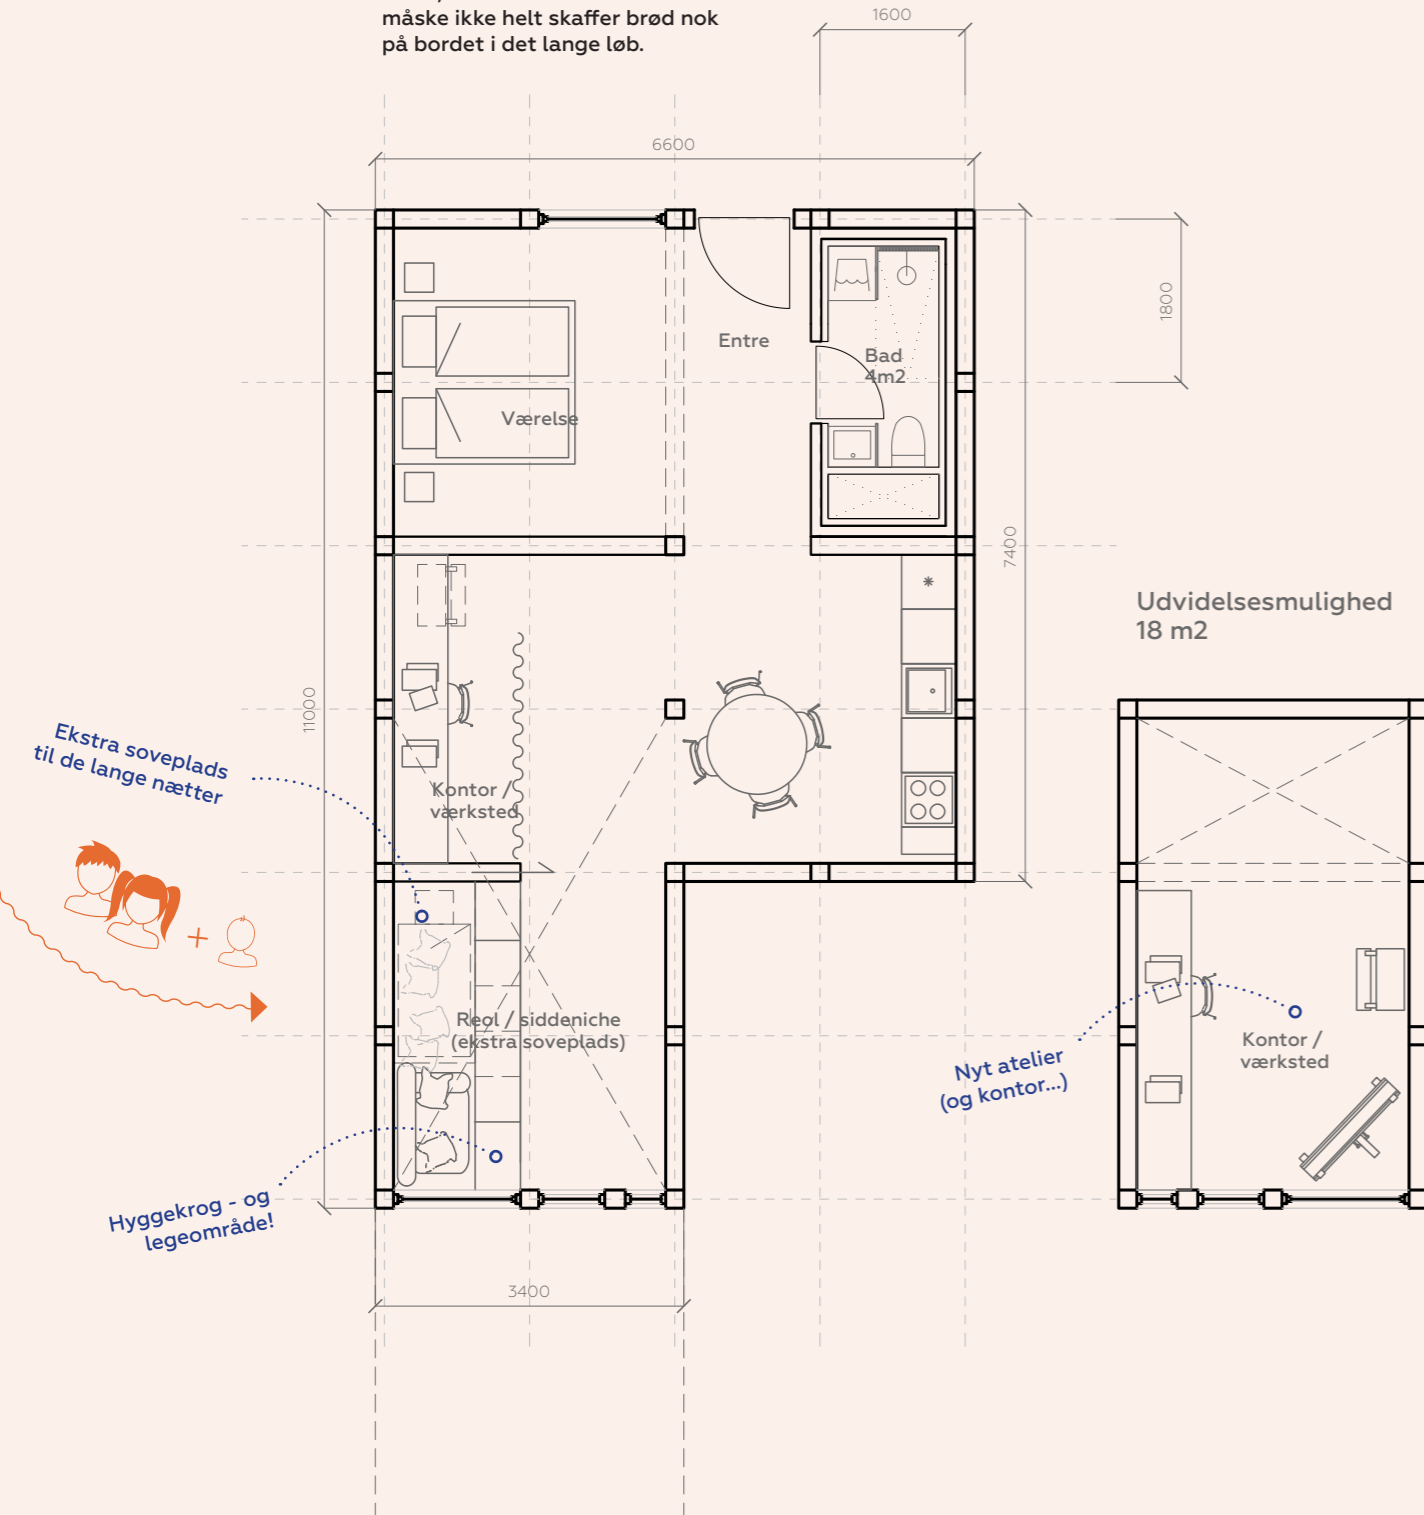 måske ikke helt skaffer brød nok
på bordet i det lange løb.
1600
6600
1800
Entre
Bad
4m2
Værelse
7400
Udvidelsesmulighed
18 m2
11000
Ekstra soveplads
til de lange nætter
Kontor /
værksted
+
Reol / siddeniche
(ekstra soveplads)
Nyt atelier
(og kontor...)
Kontor /
værksted
Hyggekrog - og
legeområde!
3400